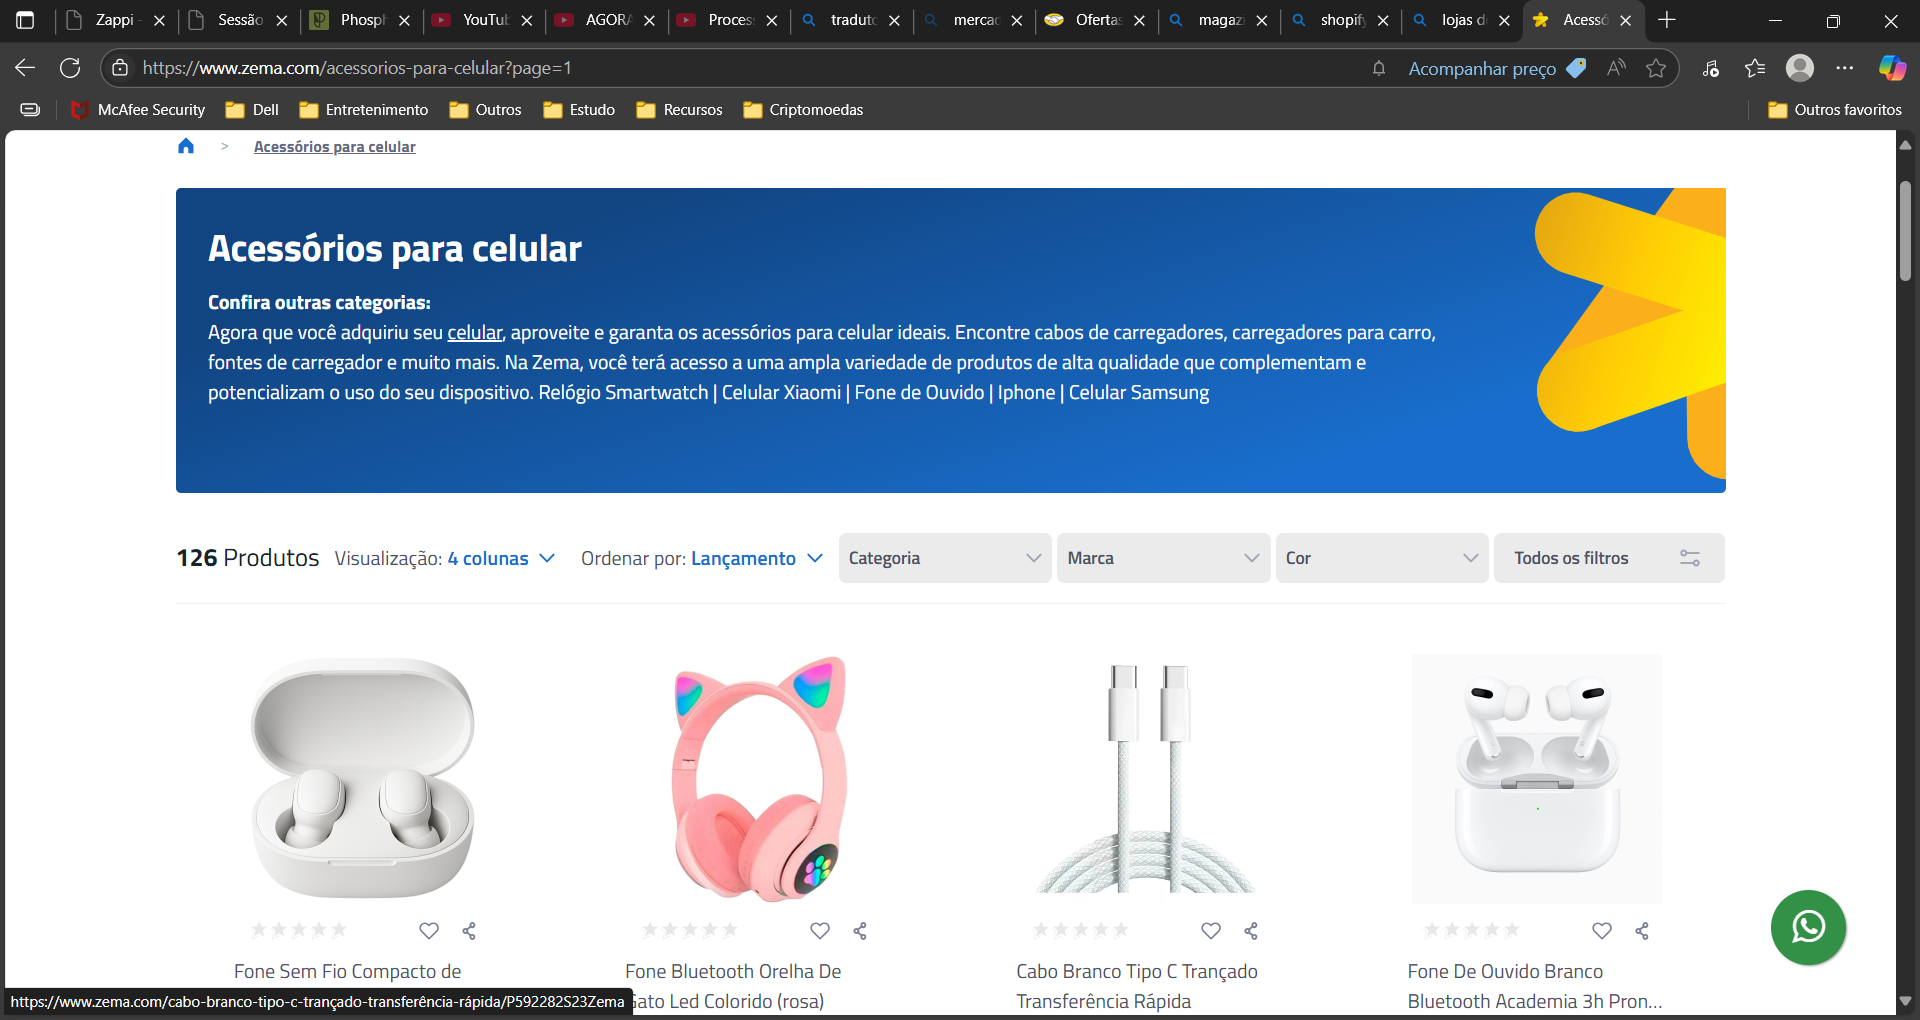 Zappi -
Sessão
Phosph
YouTub
AGORA
Process
traduto
mercad
Ofertas
magazi
shopify
lojas de
Acessó
https://www.zema.com/acessorios-para-celular?page=1
Acompanhar preço
McAfee Security
Dell
Entretenimento
Outros
Estudo
Recursos
Criptomoedas
Outros favoritos
> Acessórios para celular
Acessórios para celular
Confira outras categorias:
Agora que você adquiriu seu celular, aproveite e garanta os acessórios para celular ideais. Encontre cabos de carregadores, carregadores para carro,
fontes de carregador e muito mais. Na Zema, você terá acesso a uma ampla variedade de produtos de alta qualidade que complementam e
potencializam o uso do seu dispositivo. Relógio Smartwatch | Celular Xiaomi | Fone de Ouvido | Iphone | Celular Samsung
126 Produtos
Visualização: 4 colunas
Ordenar por: Lançamento
Categoria
Marca
Cor
Todos os filtros
Fone Sem Fio Compacto de
Fone Bluetooth Orelha De
Gato Led Colorido (rosa)
Cabo Branco Tipo C Trançado
Transferência Rápida
Fone De Ouvido Branco
Bluetooth Academia 3h Pron...
https://www.zema.com/cabo-branco-tipo-c-trançado-transferência-rápida/P592282S23Zema